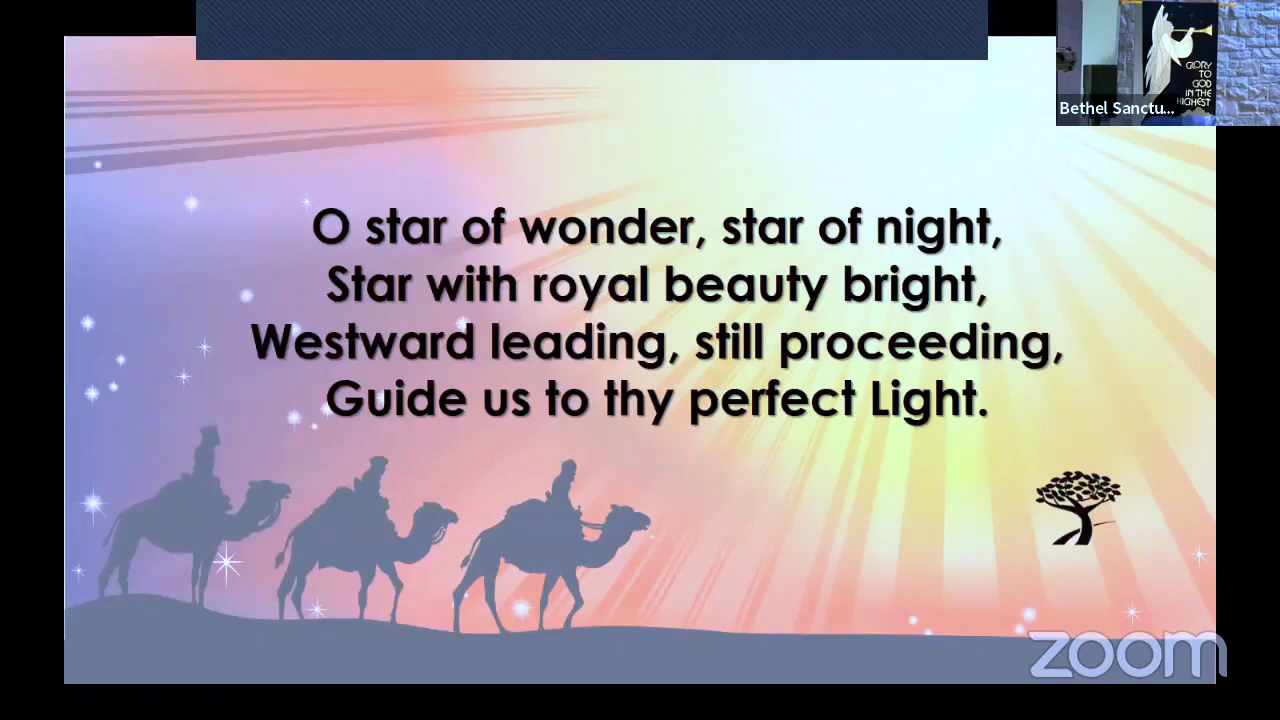 GLORY
TO
GOD
IN THE
HIGHEST
Bethel Sanctu...
O star of wonder, star of night,
Star with royal beauty bright,
Westward leading, still proceeding,
Guide us to thy perfect Light.
zoom